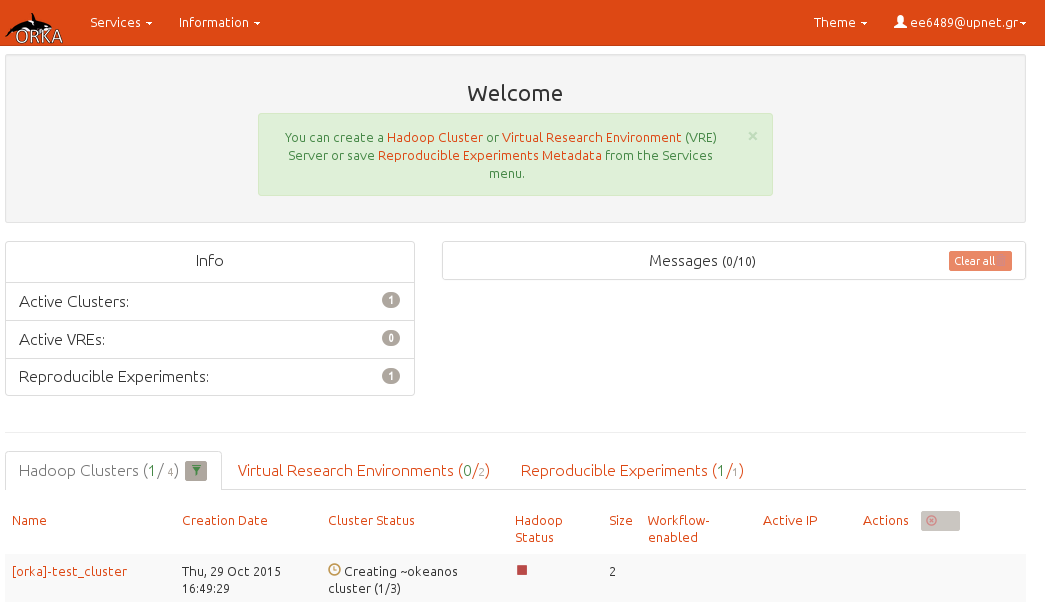 ORKA
Services
Information
Theme
ee6489@upnet.gr
Welcome
You can create a Hadoop Cluster or Virtual Research Environment (VRE)
Server or save Reproducible Experiments Metadata from the Services
menu.
×
Info
Active Clusters: 1
Active VREs: 0
Reproducible Experiments: 1
Messages (0/10)
Clear all
Hadoop Clusters (1/ 4)
Virtual Research Environments (0/2)
Reproducible Experiments (1/1)
Name
Creation Date
Cluster Status
Hadoop
Status
Size
Workflow-
enabled
Active IP
Actions
[orka]-test_cluster
Thu, 29 Oct 2015
16:49:29
Creating ~okeanos
cluster (1/3)
2